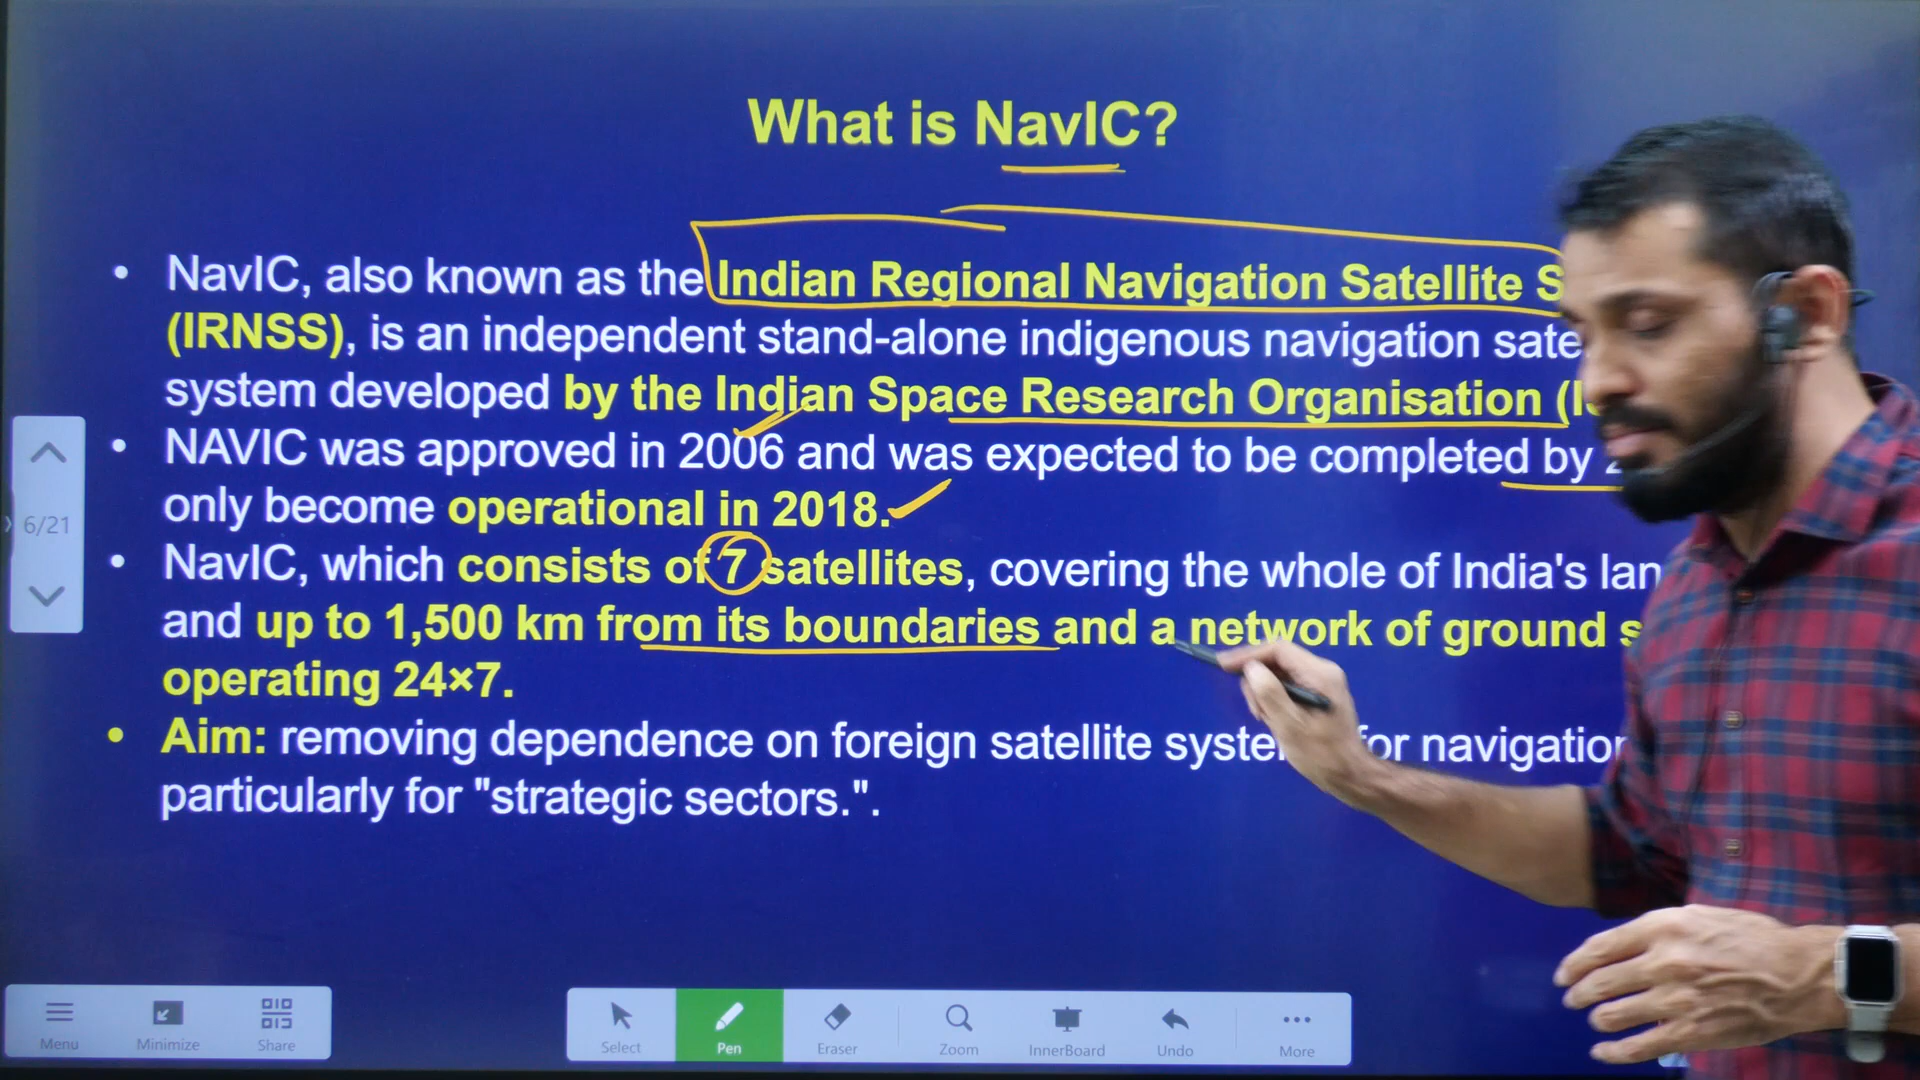 What is NavIC?
• NavIC, also known as the Indian Regional Navigation Satellite
(IRNSS), is an independent stand-alone indigenous navigation
system developed by the Indian Space Research Organisation
• NAVIC was approved in 2006 and was expected to be completed by
only become operational in 2018.
• NavIC, which consists of 7 satellites, covering the whole of India's
and up to 1,500 km from its boundaries and a network of ground
operating 24×7.
• Aim: removing dependence on foreign satellite for
particularly for "strategic sectors.".
6/21
Menu Minimize Share Select Pen Eraser Zoom InnerBoard Undo More